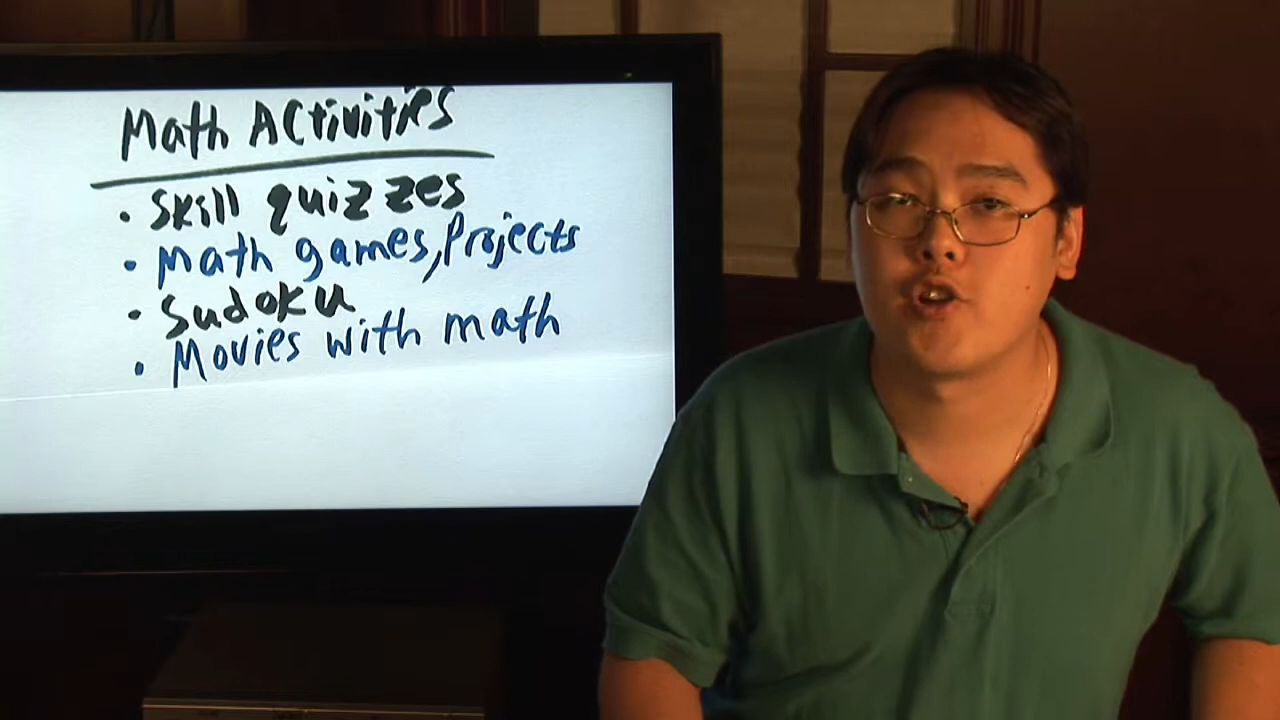 Math Activities
• Skill quizzes
• Math games, Projects
• Sudoku
• Movies with math